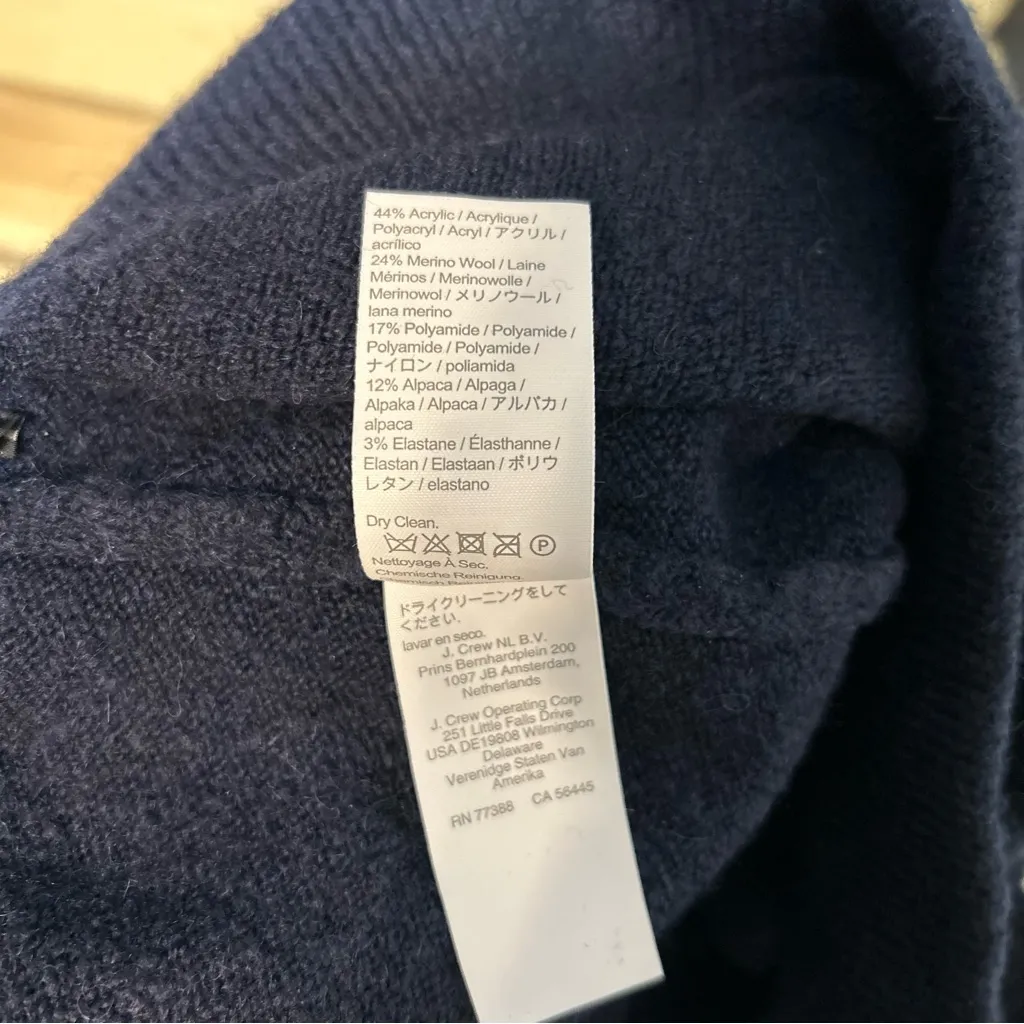 44% Acrylic / Acrylique /
Polyacryl / Acryl / アクリル /
acrílico
24% Merino Wool / Laine
Mérinos / Merinowolle /
Merinowol / メリノウール /
lana merino
17% Polyamide / Polyamide /
Polyamide / Polyamide /
ナイロン / poliamida
12% Alpaca / Alpaga /
Alpaka / Alpaca / アルパカ /
alpaca
3% Elastane / Élasthanne /
Elastan / Elastaan / ポリウ
レタン / elastano
Dry Clean.
P
Nettoyage À Sec.
Chemische Reinigung.
ドライクリーニングをして
ください.
lavar en seco.
J. Crew NL B.V.
Prins Bernhardplein 200
1097 JB Amsterdam,
Netherlands
J. Crew Operating Corp
251 Little Falls Drive
USA DE19808 Wilmington
Delaware
Verenidge Staten Van
Amerika
RN 77388 CA 56445